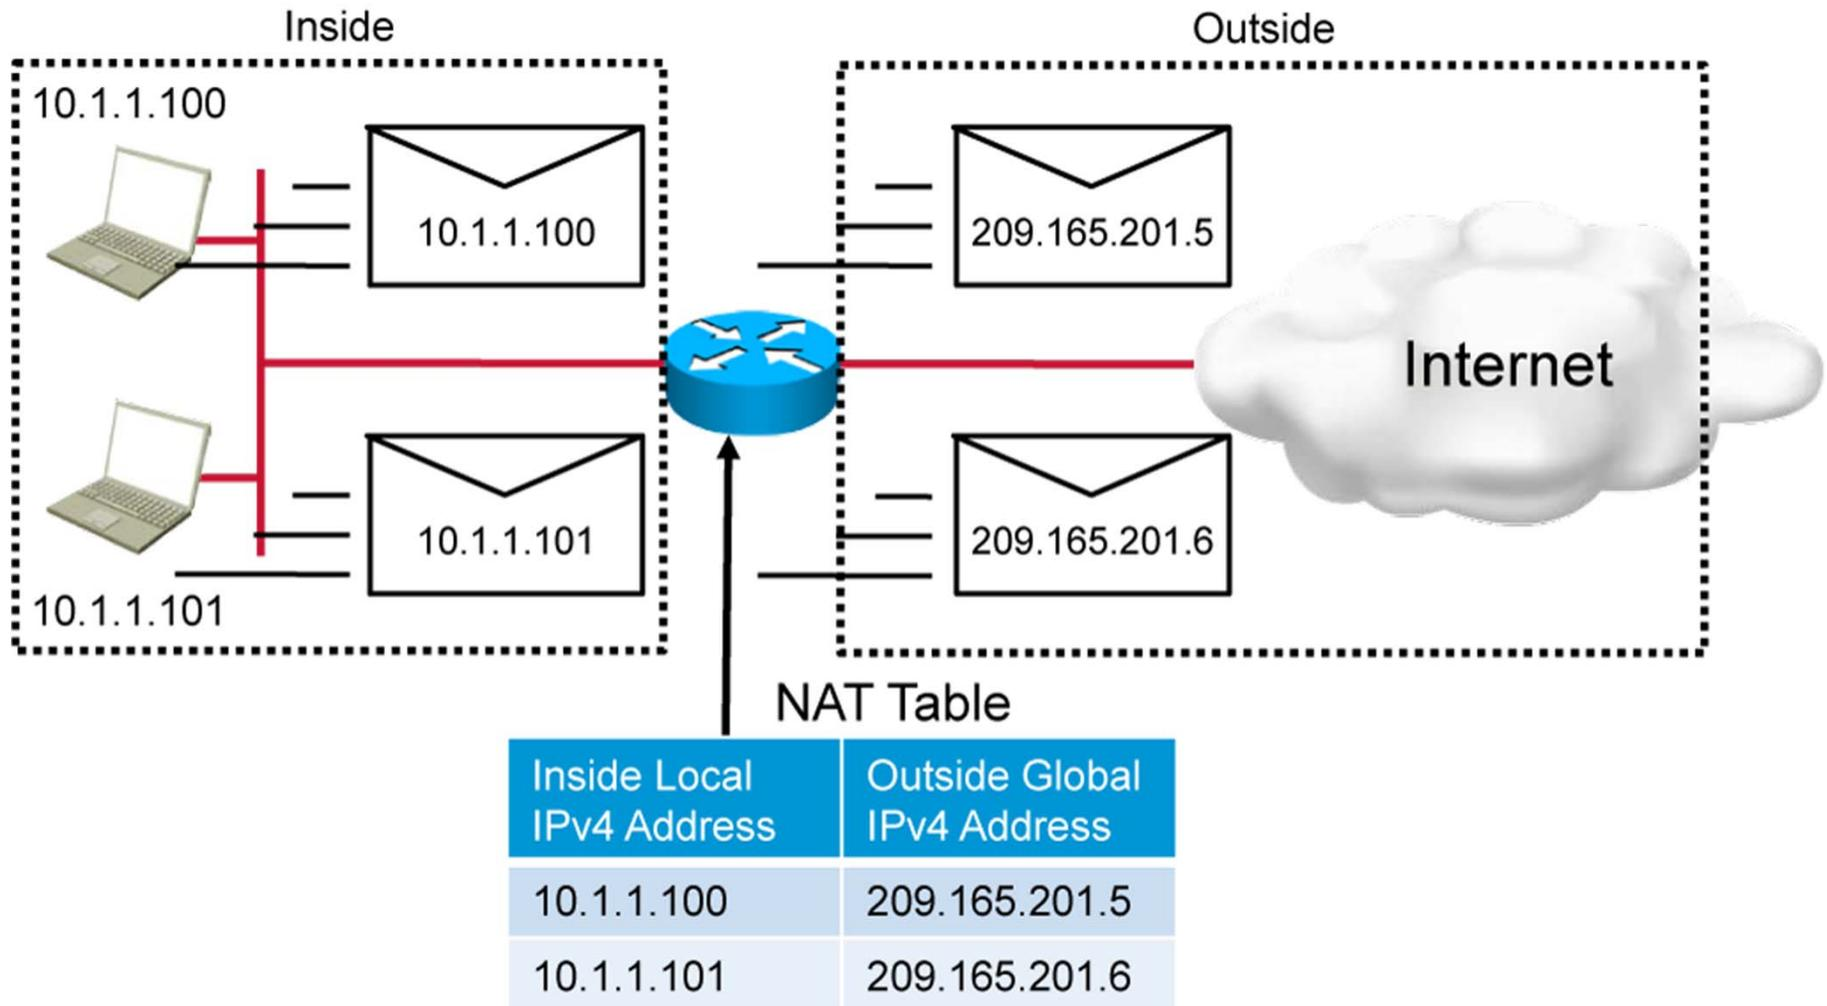 Inside
Outside
10.1.1.100
10.1.1.100
209.165.201.5
Internet
10.1.1.101
209.165.201.6
10.1.1.101
NAT Table
Inside Local
IPv4 Address
Outside Global
IPv4 Address
10.1.1.100
209.165.201.5
10.1.1.101
209.165.201.6